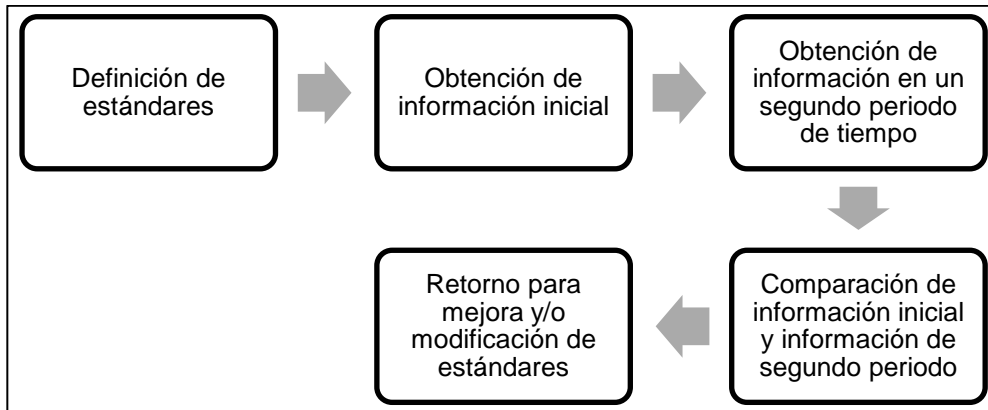 Definición de
estándares
Obtención de
información inicial
Obtención de
información en un
segundo periodo
de tiempo
Comparación de
información inicial
y información de
segundo periodo
Retorno para
mejora y/o
modificación de
estándares